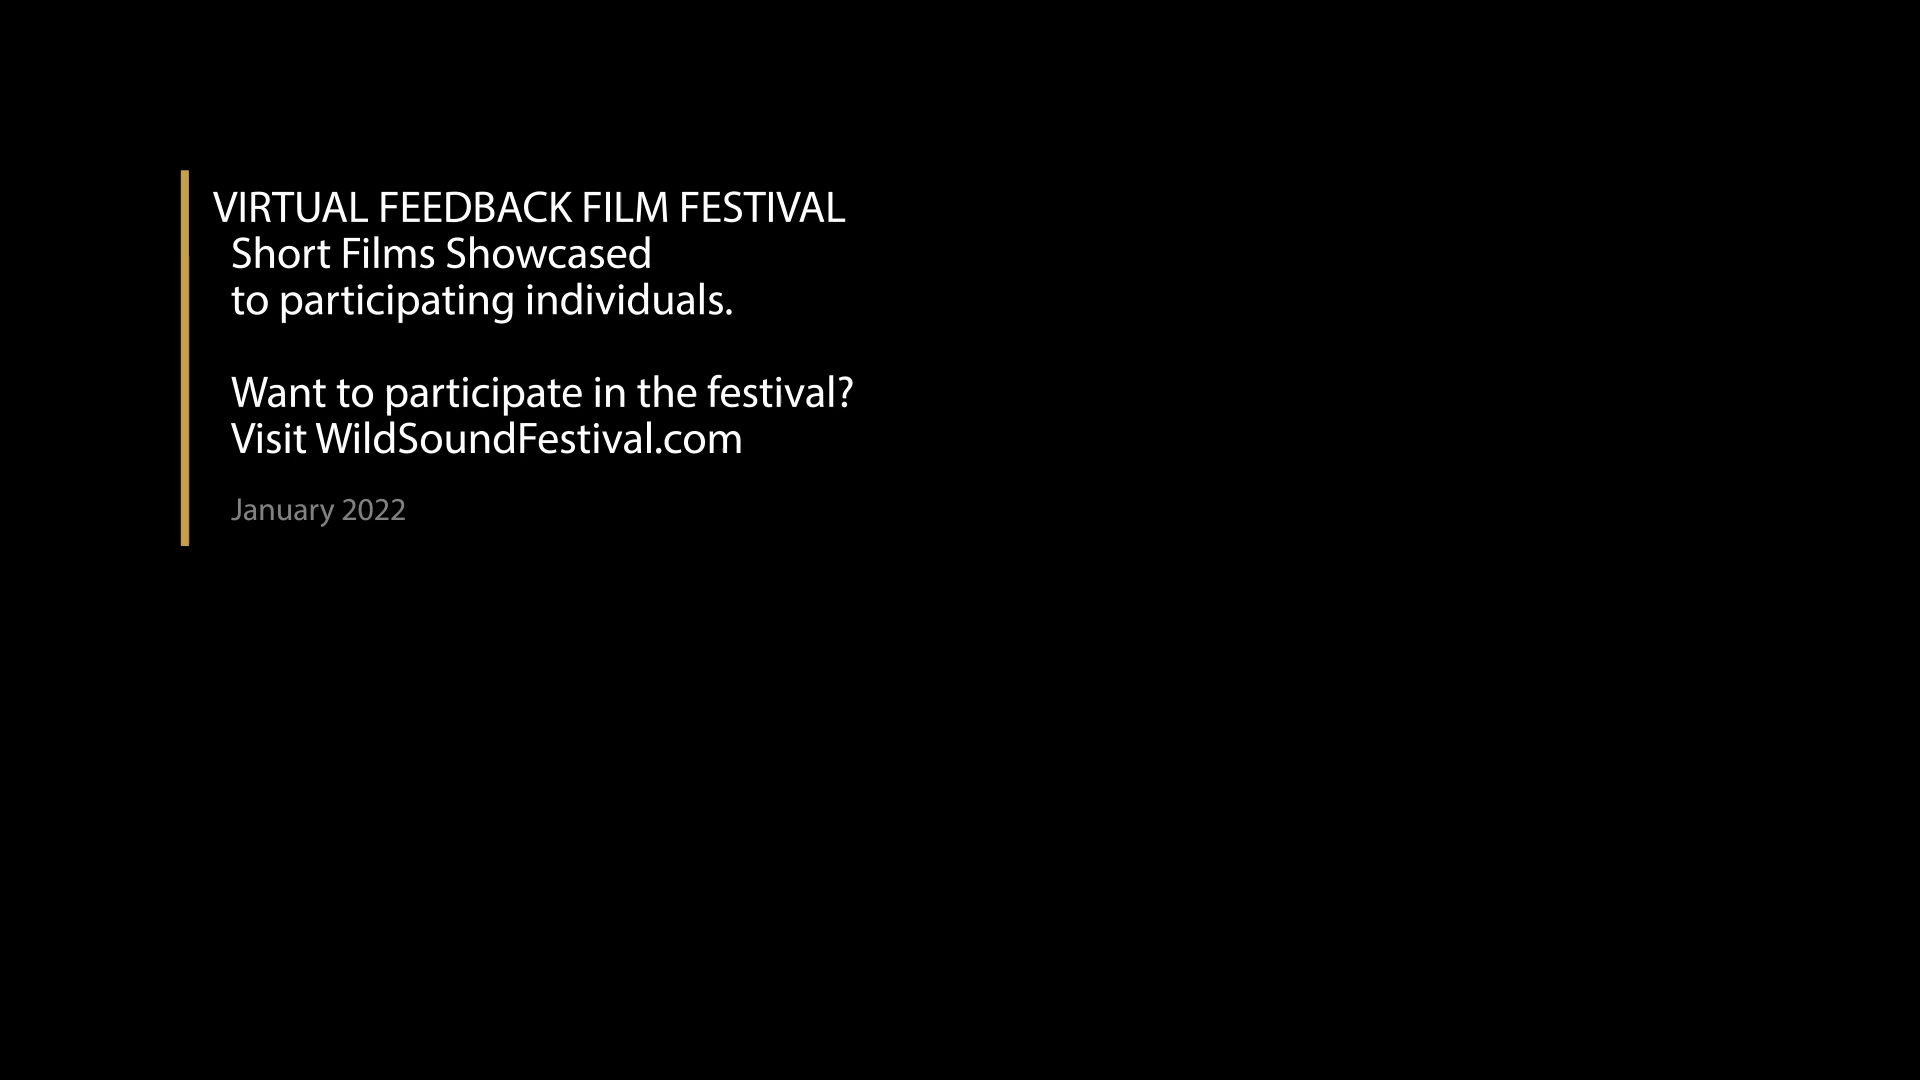 VIRTUAL FEEDBACK FILM FESTIVAL
Short Films Showcased
to participating individuals.
Want to participate in the festival?
Visit WildSoundFestival.com
January 2022